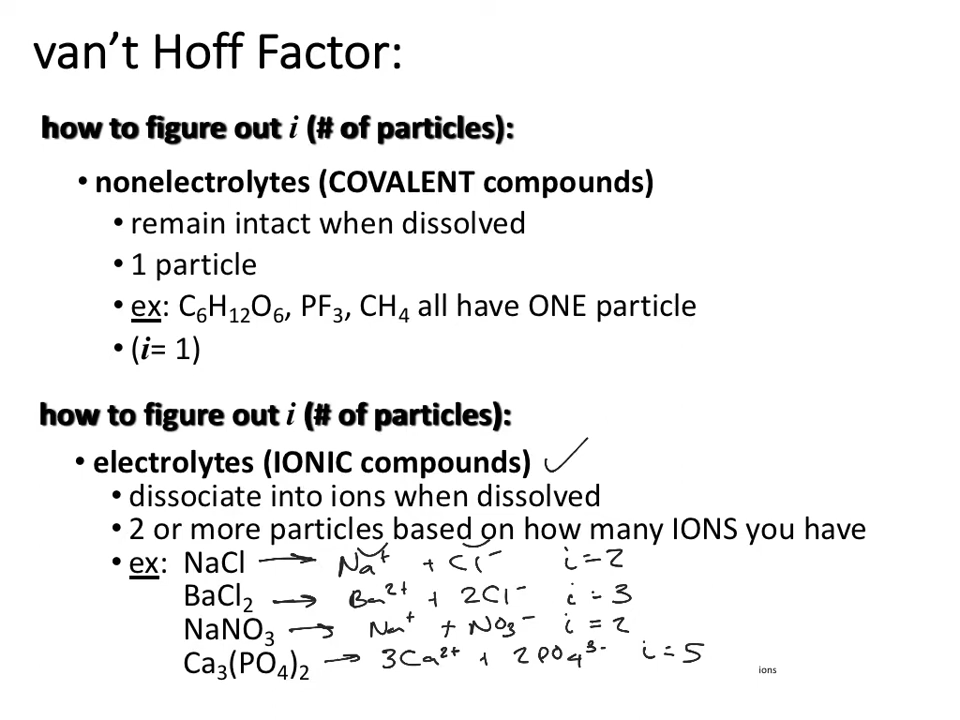 van't Hoff Factor:
how to figure out i (# of particles):
• nonelectrolytes (COVALENT compounds)
• remain intact when dissolved
• 1 particle
• ex: C₆H₁₂O₆, PF₃, CH₄ all have ONE particle
• (i= 1)
how to figure out i (# of particles):
• electrolytes (IONIC compounds) ✓
• dissociate into ions when dissolved
• 2 or more particles based on how many IONS you have
• ex: NaCl → Na⁺ + Cl⁻ i=2
BaCl₂ → Ba²⁺ + 2Cl⁻ i=3
NaNO₃ → Na⁺ + NO₃⁻ i=2
Ca₃(PO₄)₂ → 3Ca²⁺ + 2PO₄³⁻ i=5
ions